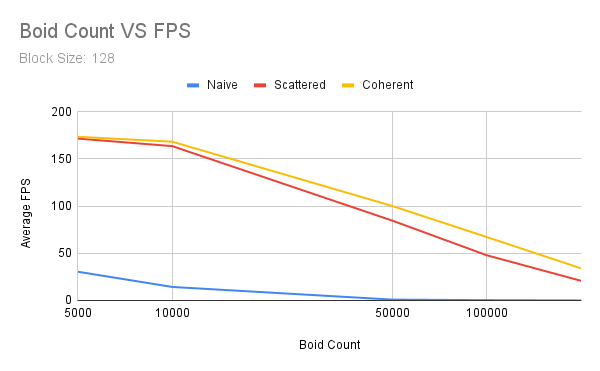 Boid Count VS FPS
Block Size: 128
Naive Scattered Coherent
200
150
100
50
0
Average FPS
5000 10000 50000 100000
Boid Count